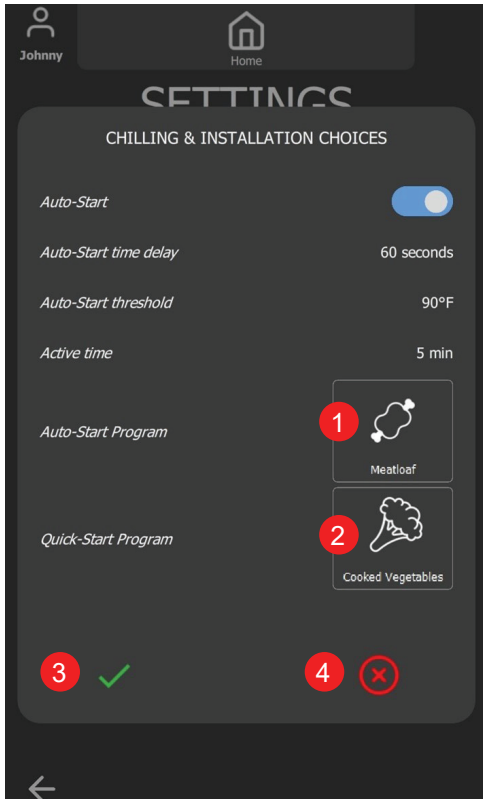 Johnny
Home
SETTINGS
CHILLING & INSTALLATION CHOICES
Auto-Start
Auto-Start time delay 60 seconds
Auto-Start threshold 90°F
Active time 5 min
Auto-Start Program 1
Meatloaf
Quick-Start Program 2
Cooked Vegetables
3 4